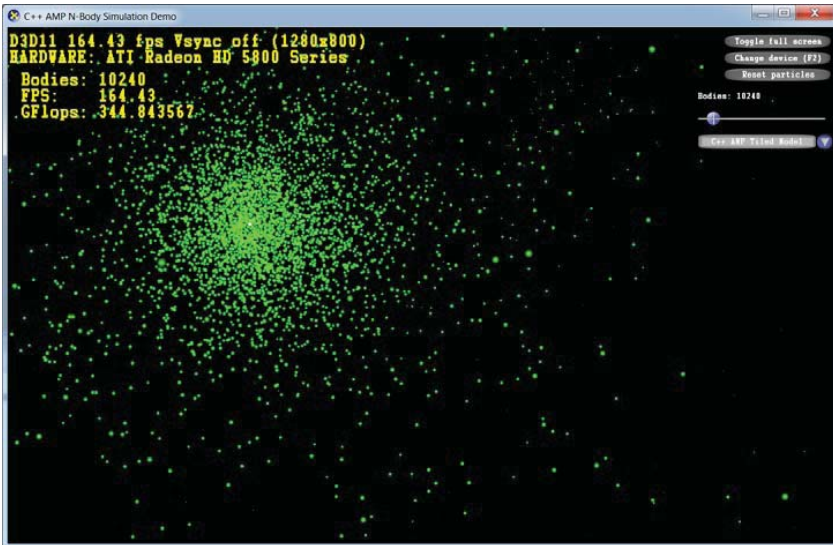 C++ AMP N-Body Simulation Demo
D3D11 164.43 fps Vsync off (1280x800)
HARDWARE: ATI Radeon HD 5800 Series
Bodies: 10240
FPS: 164.43
GFlops: 344.843567
Toggle full screen
Change device (F2)
Reset particles
Bodies: 10240
C++ AMP Tiled Model